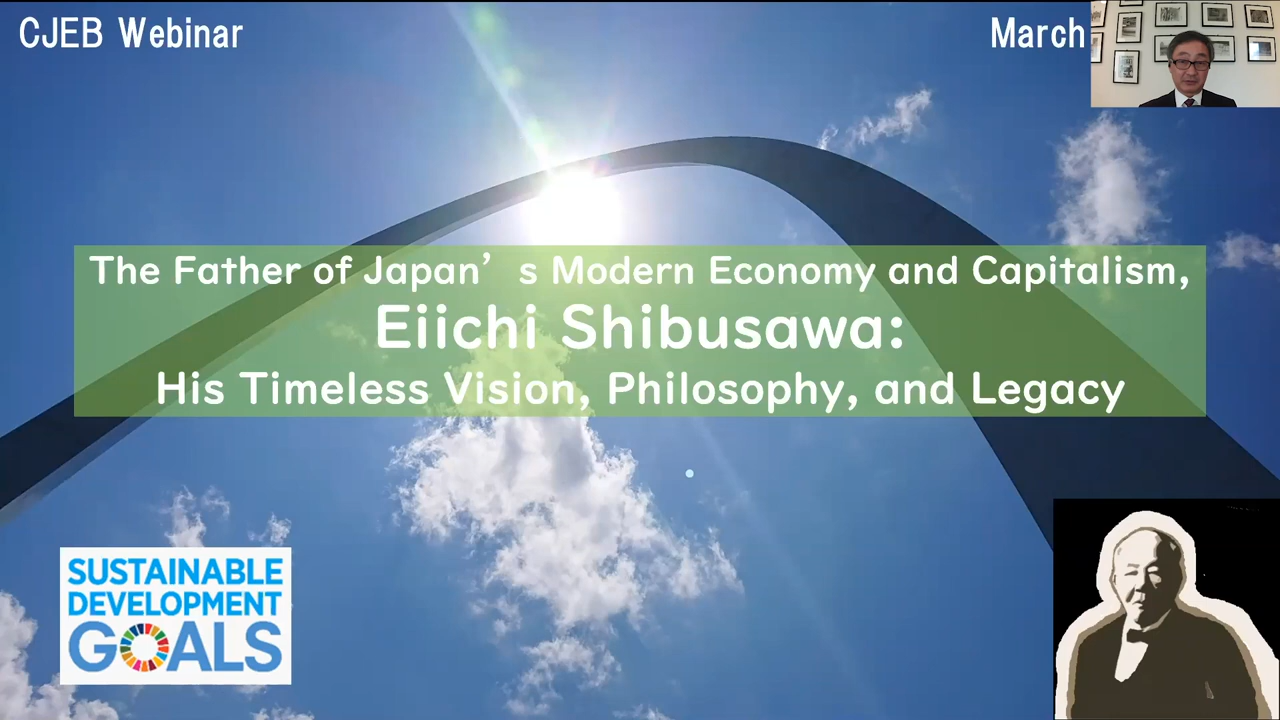 CJEB Webinar
March
The Father of Japan’s Modern Economy and Capitalism,
Eiichi Shibusawa:
His Timeless Vision, Philosophy, and Legacy
SUSTAINABLE
DEVELOPMENT
GOALS